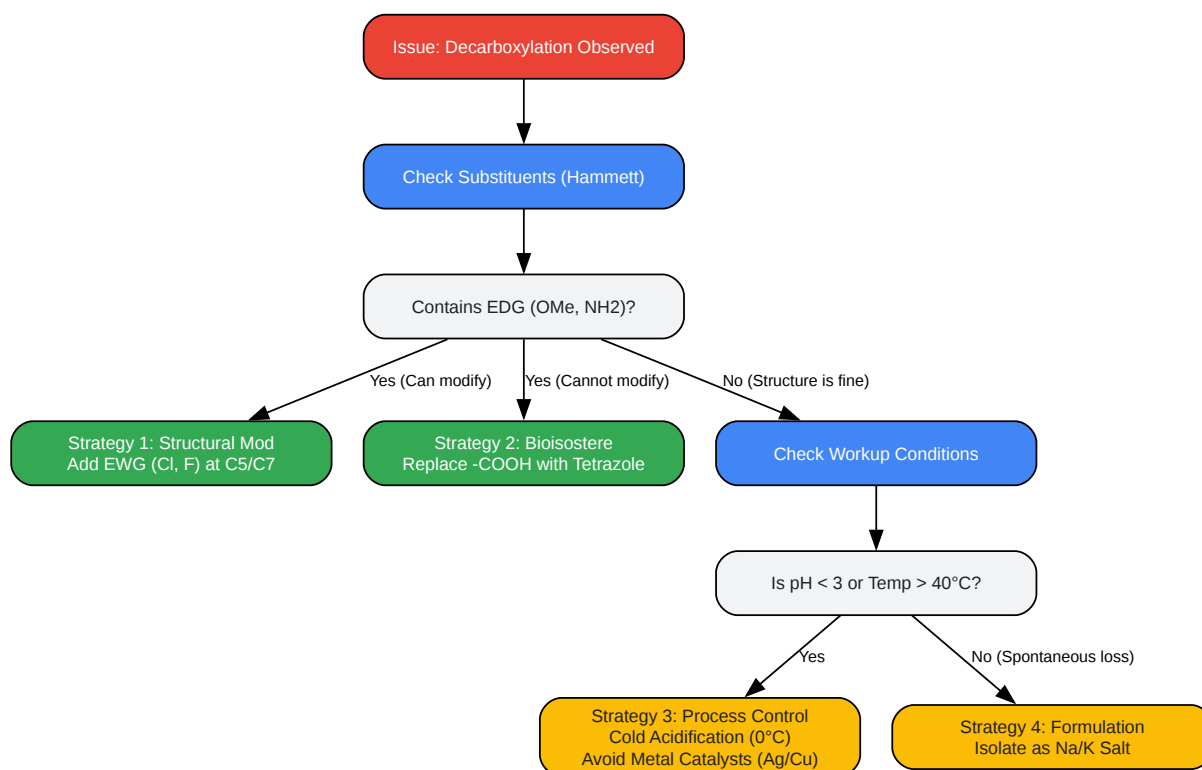 Issue: Decarboxylation Observed
Check Substituents (Hammett)
Contains EDG (OMe, NH2)?
Yes (Can modify)
Yes (Cannot modify)
No (Structure is fine)
Strategy 1: Structural Mod
Add EWG (Cl, F) at C5/C7
Strategy 2: Bioisostere
Replace -COOH with Tetrazole
Check Workup Conditions
Is pH < 3 or Temp > 40°C?
Yes
No (Spontaneous loss)
Strategy 3: Process Control
Cold Acidification (0°C)
Avoid Metal Catalysts (Ag/Cu)
Strategy 4: Formulation
Isolate as Na/K Salt